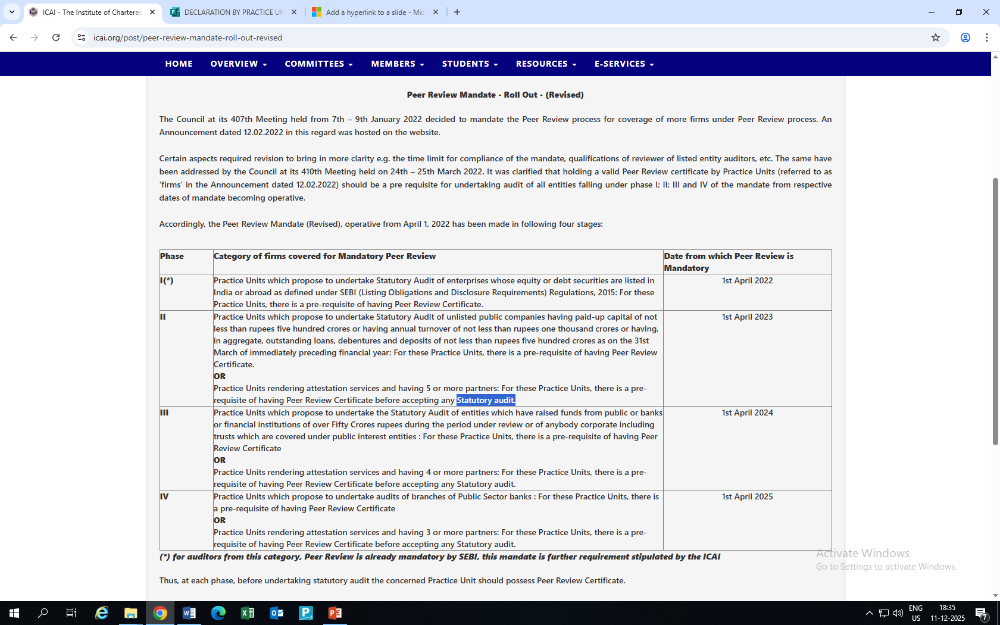 ICAI - The Institute of Chartered
DECLARATION BY PRACTICE UN
Add a hyperlink to a slide - Mic
icai.org/post/peer-review-mandate-roll-out-revised
HOME OVERVIEW COMMITTEES MEMBERS STUDENTS RESOURCES E-SERVICES
Peer Review Mandate - Roll Out - (Revised)
The Council at its 407th Meeting held from 7th – 9th January 2022 decided to mandate the Peer Review process for coverage of more firms under Peer Review process. An
Announcement dated 12.02.2022 in this regard was hosted on the website.
Certain aspects required revision to bring in more clarity e.g. the time limit for compliance of the mandate, qualifications of reviewer of listed entity auditors, etc. The same have
been addressed by the Council at its 410th Meeting held on 24th – 25th March 2022. It was clarified that holding a valid Peer Review certificate by Practice Units (referred to as
‘firms’ in the Announcement dated 12.02.2022) should be a pre requisite for undertaking audit of all entities falling under phase I; II; III and IV of the mandate from respective
dates of mandate becoming operative.
Accordingly, the Peer Review Mandate (Revised), operative from April 1, 2022 has been made in following four stages:
Phase
Category of firms covered for Mandatory Peer Review
Date from which Peer Review is
Mandatory
I(*)
Practice Units which propose to undertake Statutory Audit of enterprises whose equity or debt securities are listed in
India or abroad as defined under SEBI (Listing Obligations and Disclosure Requirements) Regulations, 2015: For these
Practice Units, there is a pre-requisite of having Peer Review Certificate.
1st April 2022
II
Practice Units which propose to undertake Statutory Audit of unlisted public companies having paid-up capital of not
less than rupees five hundred crores or having annual turnover of not less than rupees one thousand crores or having,
in aggregate, outstanding loans, debentures and deposits of not less than rupees five hundred crores as on the 31st
March of immediately preceding financial year: For these Practice Units, there is a pre-requisite of having Peer Review
Certificate.
OR
Practice Units rendering attestation services and having 5 or more partners: For these Practice Units, there is a pre-
requisite of having Peer Review Certificate before accepting any Statutory audit.
1st April 2023
III
Practice Units which propose to undertake the Statutory Audit of entities which have raised funds from public or banks
or financial institutions of over Fifty Crores rupees during the period under review or of anybody corporate including
trusts which are covered under public interest entities : For these Practice Units, there is a pre-requisite of having Peer
Review Certificate
OR
Practice Units rendering attestation services and having 4 or more partners: For these Practice Units, there is a pre-
requisite of having Peer Review Certificate before accepting any Statutory audit.
1st April 2024
IV
Practice Units which propose to undertake audits of branches of Public Sector banks : For these Practice Units, there is
a pre-requisite of having Peer Review Certificate
OR
Practice Units rendering attestation services and having 3 or more partners: For these Practice Units, there is a pre-
requisite of having Peer Review Certificate before accepting any Statutory audit.
1st April 2025
(*) for auditors from this category, Peer Review is already mandatory by SEBI, this mandate is further requirement stipulated by the ICAI
Thus, at each phase, before undertaking statutory audit the concerned Practice Unit should possess Peer Review Certificate.
Activate Windows
Go to Settings to activate Windows.
ENG
US
18:35
11-12-2025
7